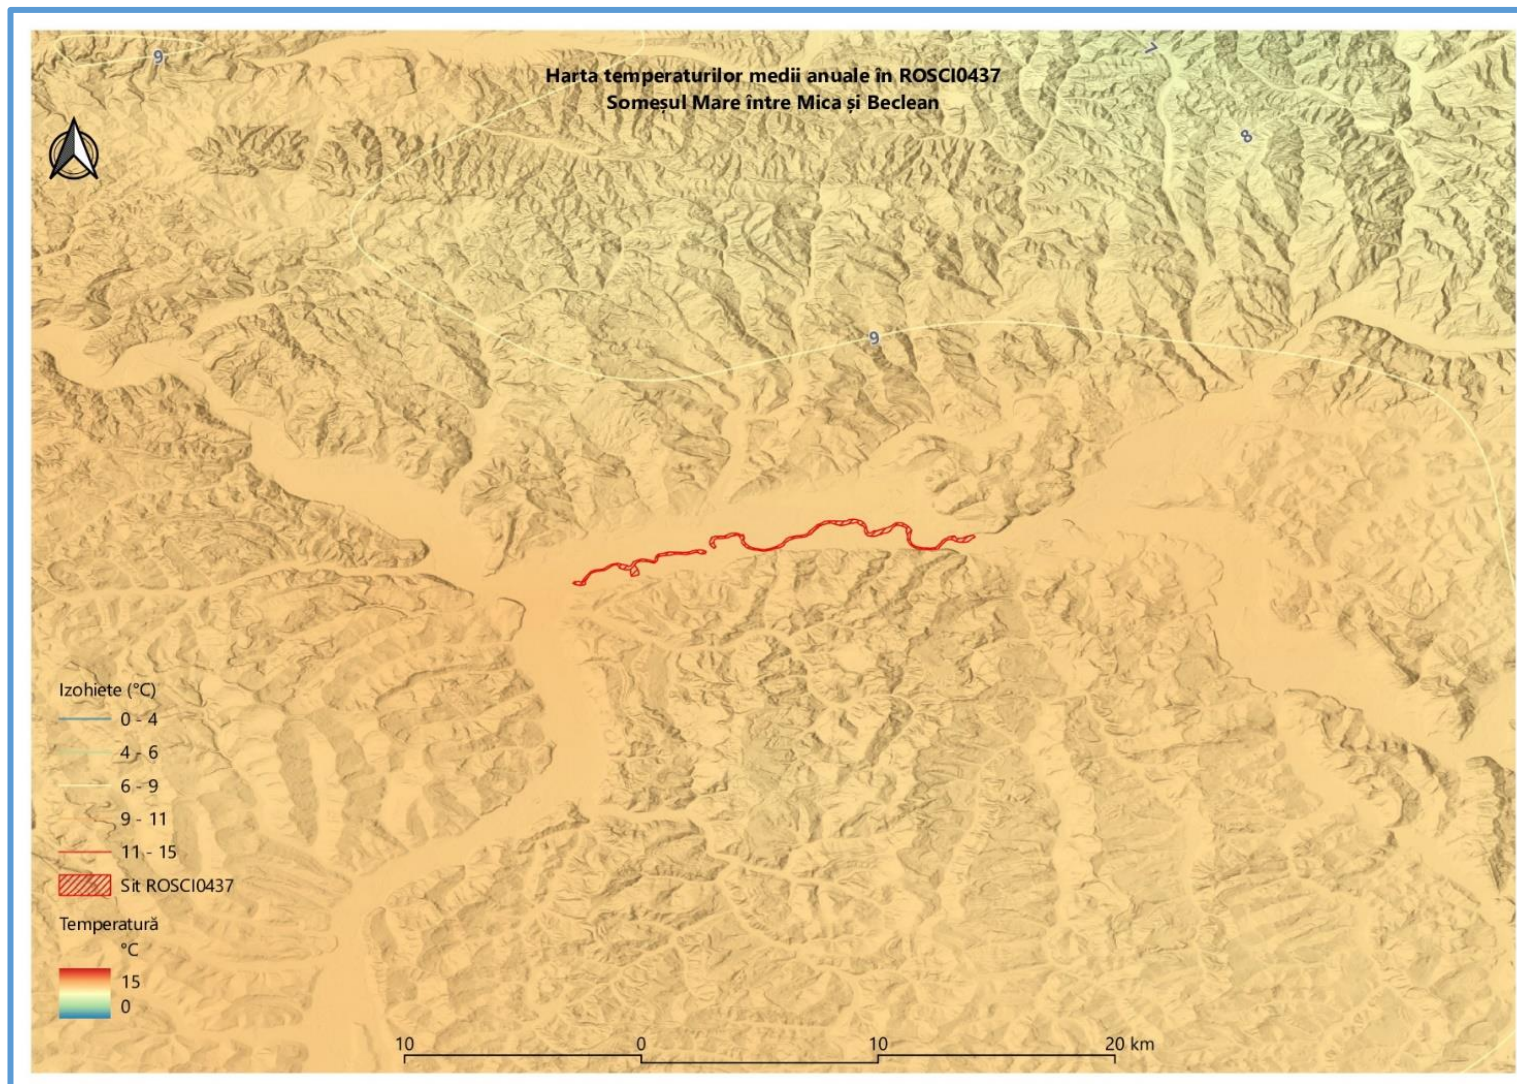 9
7
Harta temperaturilor medii anuale în ROSCI0437
Someșul Mare între Mica și Beclean
8
9
Izohiete (°C)
0 - 4
4 - 6
6 - 9
9 - 11
11 - 15
Sit ROSCI0437
Temperatură
°C
15
0
10 0 10 20 km